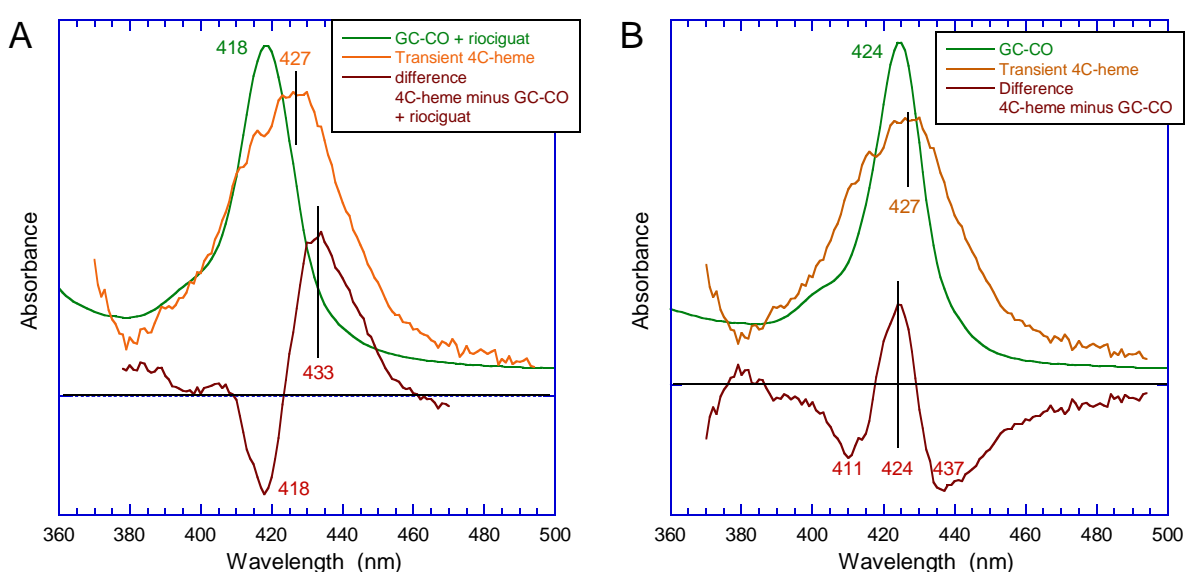 A
GC-CO + riociguat
Transient 4C-heme
difference
4C-heme minus GC-CO
+ riociguat
418
427
433
418
Absorbance
360 380 400 420 440 460 480 500
Wavelength (nm)
B
GC-CO
Transient 4C-heme
Difference
4C-heme minus GC-CO
424
427
411 424 437
Absorbance
360 380 400 420 440 460 480 500
Wavelength (nm)